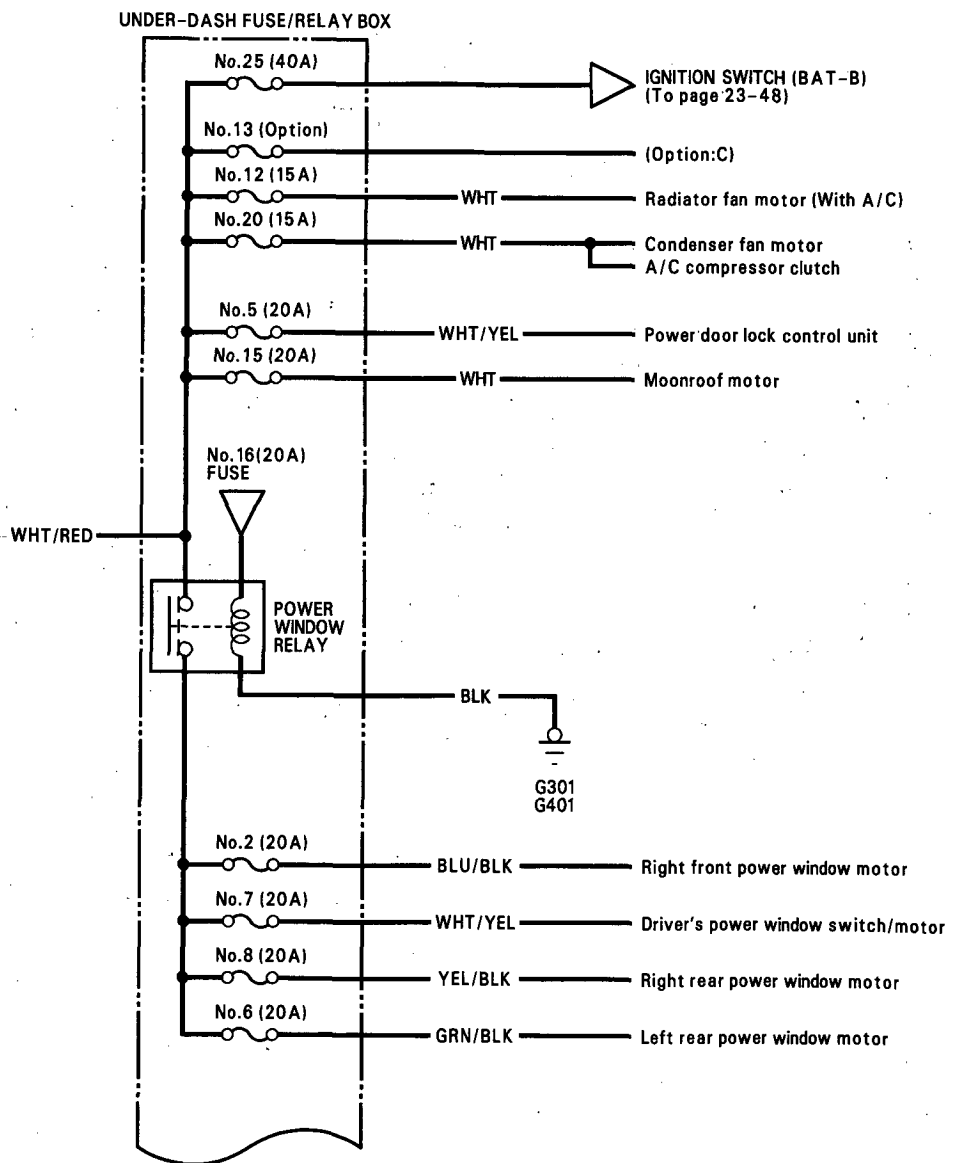 UNDER-DASH FUSE/RELAY BOX
No.25 (40A)
IGNITION SWITCH (BAT-B)
(To page 23-48)
No.13 (Option)
(Option:C)
No.12 (15A)
WHT
Radiator fan motor (With A/C)
No.20 (15A)
WHT
Condenser fan motor
A/C compressor clutch
No.5 (20A)
WHT/YEL
Power door lock control unit
No.15 (20A)
WHT
Moonroof motor
No.16(20A)
FUSE
WHT/RED
POWER
WINDOW
RELAY
BLK
G301
G401
No.2 (20A)
BLU/BLK
Right front power window motor
No.7 (20A)
WHT/YEL
Driver's power window switch/motor
No.8 (20A)
YEL/BLK
Right rear power window motor
No.6 (20A)
GRN/BLK
Left rear power window motor